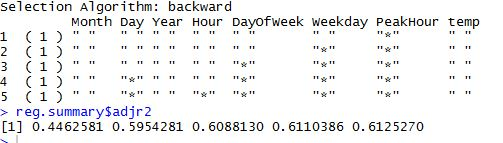 Selection Algorithm: backward
         Month Day Year Hour DayOfWeek Weekday PeakHour temp
1  ( 1 ) " "   " " " "  " "  " "       " "     "*"      " "
2  ( 1 ) " "   " " " "  " "  " "       "*"     "*"      " "
3  ( 1 ) " "   " " " "  " "  "*"       "*"     "*"      " "
4  ( 1 ) " "   "*" " "  " "  "*"       "*"     "*"      " "
5  ( 1 ) " "   "*" " "  "*"  "*"       "*"     "*"      " "
> reg.summary$adjr2
[1] 0.4462581 0.5954281 0.6088130 0.6110386 0.6125270
>